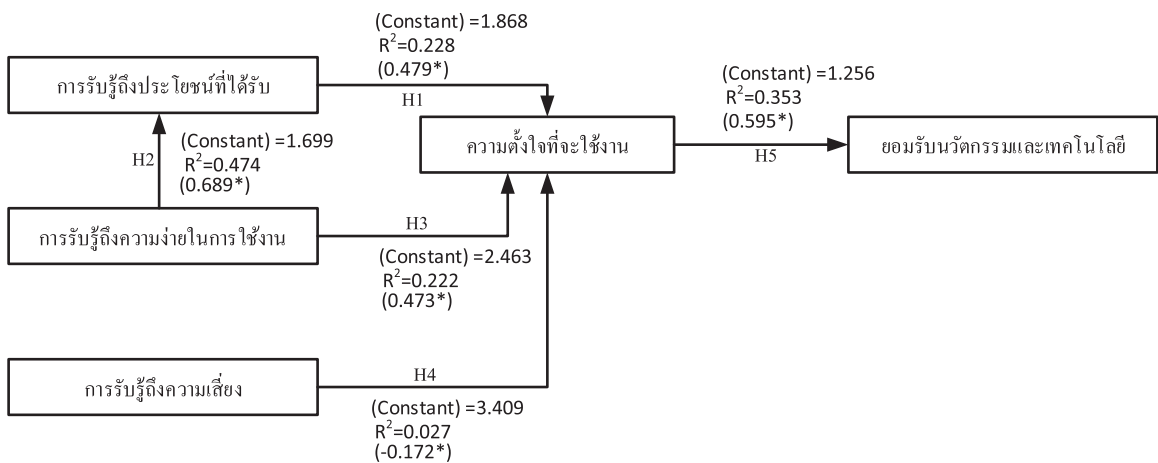 (Constant) =1.868
R²=0.228
(0.479*)
H1
การรับรู้ถึงประโยชน์ที่ได้รับ
(Constant) =1.256
R²=0.353
(0.595*)
H5
ความตั้งใจที่จะใช้งาน
ยอมรับนวัตกรรมและเทคโนโลยี
H2
(Constant) =1.699
R²=0.474
(0.689*)
การรับรู้ถึงความง่ายในการใช้งาน
H3
(Constant) =2.463
R²=0.222
(0.473*)
การรับรู้ถึงความเสี่ยง
H4
(Constant) =3.409
R²=0.027
(-0.172*)